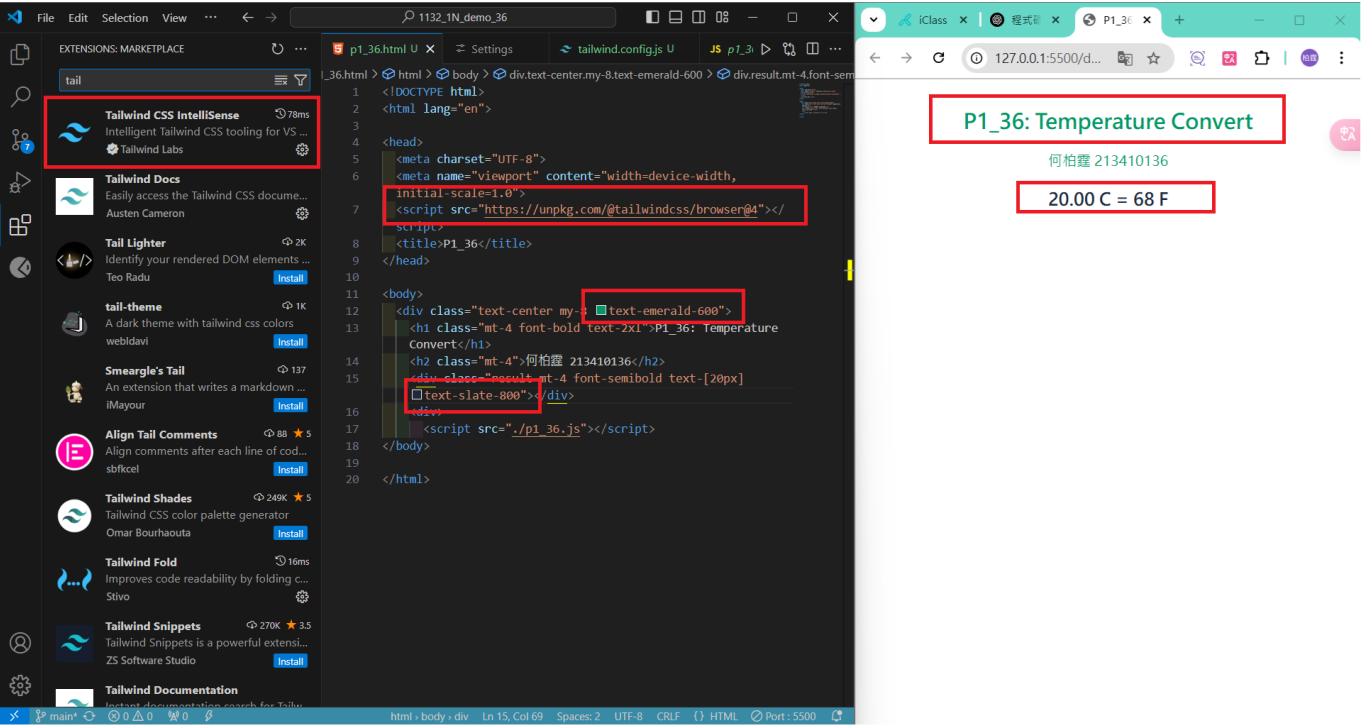 File Edit Selection View ··· 1132_1N_demo_36
EXTENSIONS: MARKETPLACE
tail
Tailwind CSS IntelliSense 78ms
Intelligent Tailwind CSS tooling for VS ...
Tailwind Labs
Tailwind Docs
Easily access the Tailwind CSS docume...
Austen Cameron
Tail Lighter 2K
Identify your rendered DOM elements ...
Teo Radu Install
tail-theme 1K
A dark theme with tailwind css colors
webldavi Install
Smeargle's Tail 137
An extension that writes a markdown ...
iMayour Install
Align Tail Comments 88 ★ 5
Align comments after each line of cod...
sbfkcel Install
Tailwind Shades 249K ★ 5
Tailwind CSS color palette generator
Omar Bourhaouta Install
Tailwind Fold 16ms
Improves code readability by folding c...
Stivo
Tailwind Snippets 270K ★ 3.5
Tailwind Snippets is a powerful extensi...
ZS Software Studio Install
Tailwind Documentation
p1_36.html U Settings tailwind.config.js U JS p1_3
_36.html > html > body > div.text-center.my-8.text-emerald-600 > div.result.mt-4.font-sem
1 <!DOCTYPE html>
2 <html lang="en">
3
4 <head>
5 <meta charset="UTF-8">
6 <meta name="viewport" content="width=device-width,
initial-scale=1.0">
7 <script src="https://unpkg.com/@tailwindcss/browser@4"></
script>
8 <title>P1_36</title>
9 </head>
10
11 <body>
12 <div class="text-center my-8 text-emerald-600">
13 <h1 class="mt-4 font-bold text-2xl">P1_36: Temperature
Convert</h1>
14 <h2 class="mt-4">何柏霆 213410136</h2>
15 <div class="result mt-4 font-semibold text-[20px]
text-slate-800"></div>
16 <div>
17 <script src="./p1_36.js"></script>
18 </body>
19
20 </html>
main* 0 0 0 html > body > div Ln 15, Col 69 Spaces: 2 UTF-8 CRLF {} HTML Port : 5500
7
iClass 程式 P1_36
127.0.0.1:5500/d... 柏霆
P1_36: Temperature Convert
何柏霆 213410136
20.00 C = 68 F